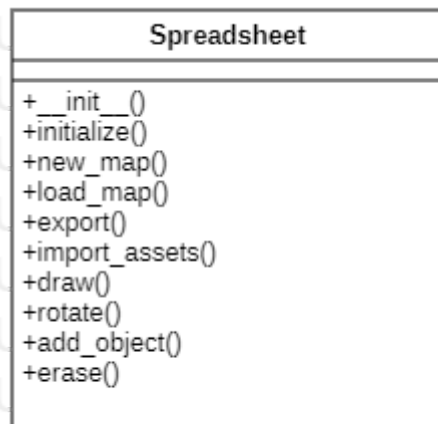 Spreadsheet
+__init__()
+initialize()
+new_map()
+load_map()
+export()
+import_assets()
+draw()
+rotate()
+add_object()
+erase()